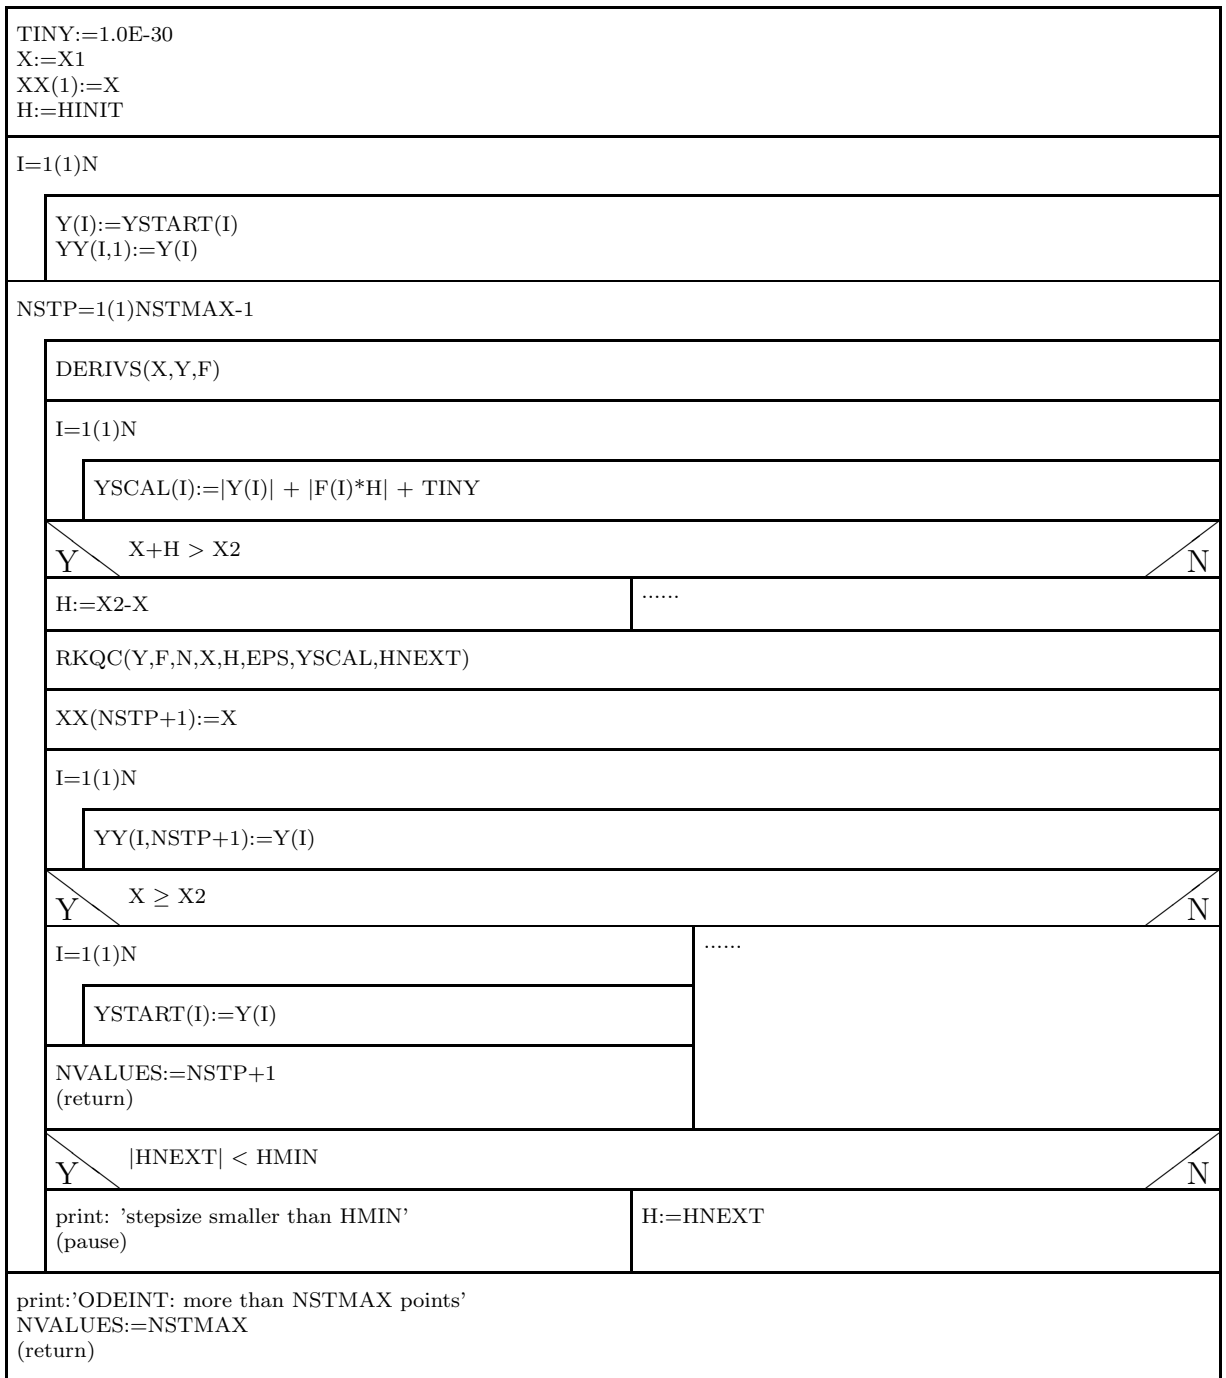 TINY:=1.0E-30
X:=X1
XX(1):=X
H:=HINIT
I=1(1)N
Y(I):=YSTART(I)
YY(I,1):=Y(I)
NSTP=1(1)NSTMAX-1
DERIVS(X,Y,F)
I=1(1)N
YSCAL(I):=|Y(I)| + |F(I)*H| + TINY
Y X+H > X2 N
H:=X2-X ......
RKQC(Y,F,N,X,H,EPS,YSCAL,HNEXT)
XX(NSTP+1):=X
I=1(1)N
YY(I,NSTP+1):=Y(I)
Y X ≥ X2 N
I=1(1)N ......
YSTART(I):=Y(I)
NVALUES:=NSTP+1
(return)
Y |HNEXT| < HMIN N
print: 'stepsize smaller than HMIN' H:=HNEXT
(pause)
print:'ODEINT: more than NSTMAX points'
NVALUES:=NSTMAX
(return)